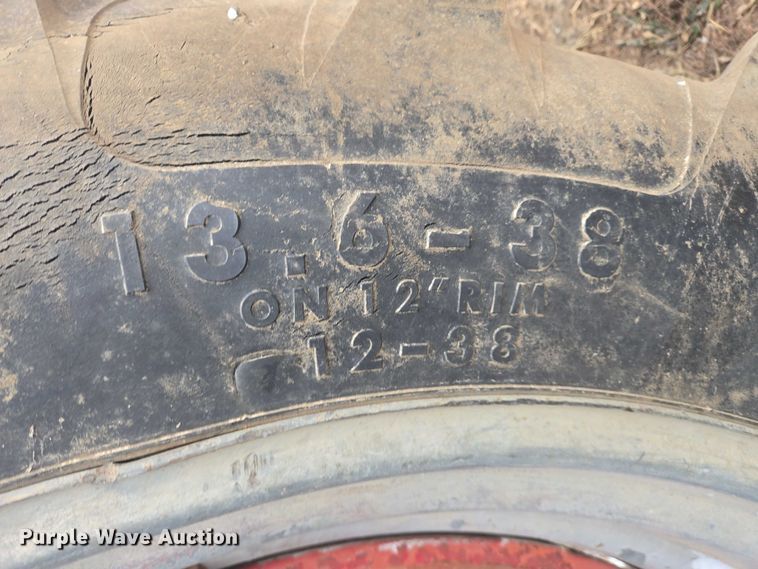 13.6-38
ON 12" RIM
12-38
Purple Wave Auction